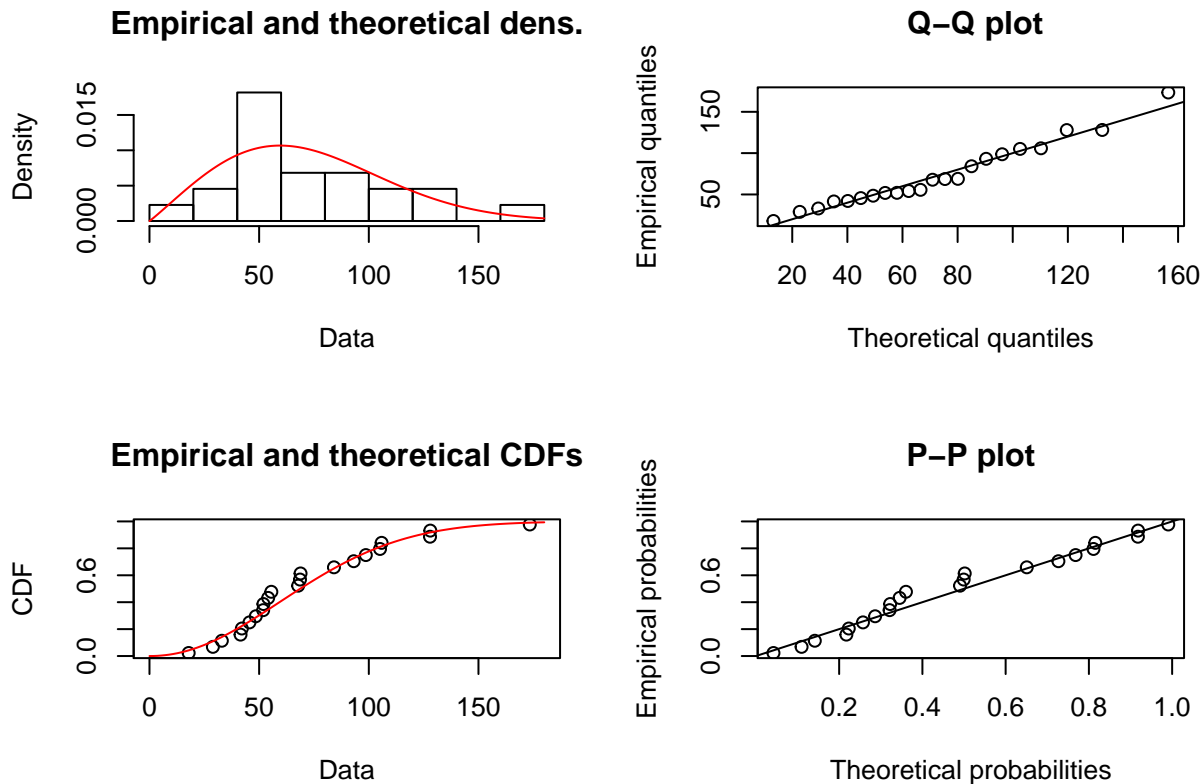 Empirical and theoretical dens.
Density
0.000 0.015
0 50 100 150
Data
Q−Q plot
Empirical quantiles
50 150
20 40 60 80 120 160
Theoretical quantiles
Empirical and theoretical CDFs
CDF
0.0 0.6
0 50 100 150
Data
P−P plot
Empirical probabilities
0.0 0.6
0.2 0.4 0.6 0.8 1.0
Theoretical probabilities